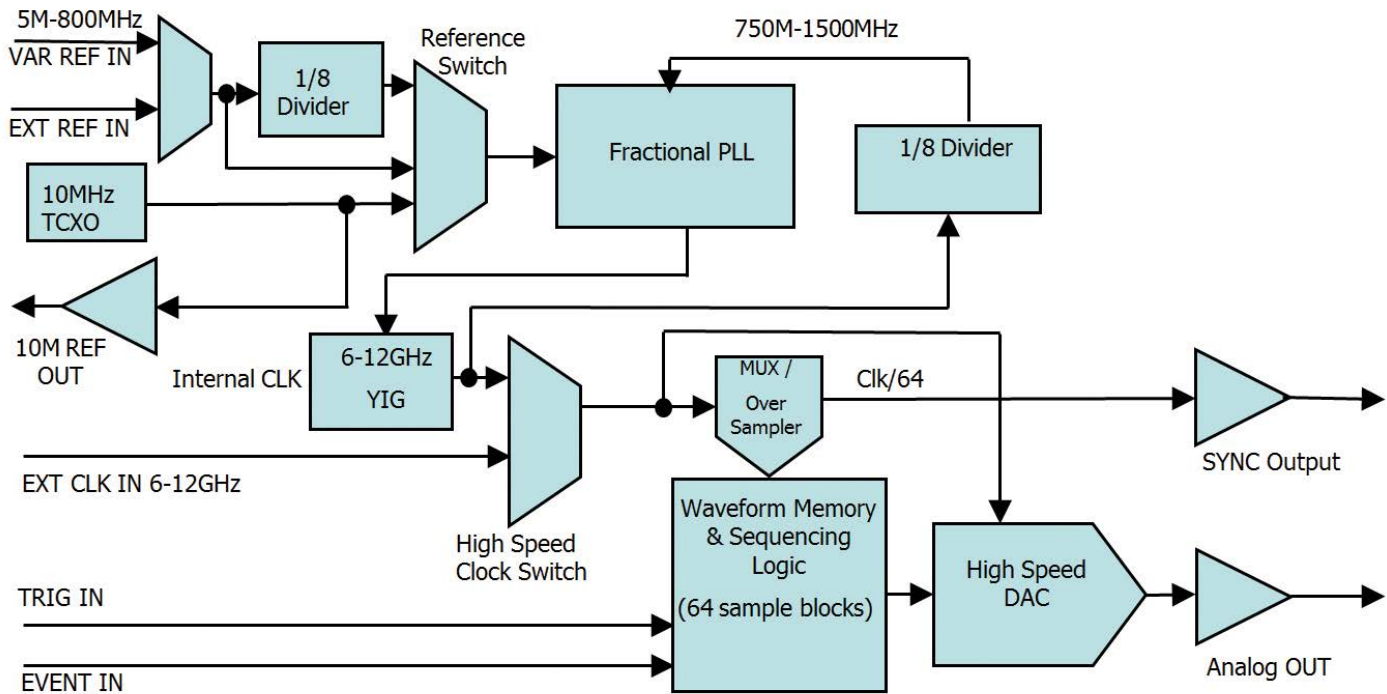 5M-800MHz
VAR REF IN
EXT REF IN
1/8
Divider
Reference
Switch
750M-1500MHz
Fractional PLL
1/8 Divider
10MHz
TCXO
10M REF
OUT
Internal CLK
6-12GHz
YIG
MUX /
Over
Sampler
Clk/64
SYNC Output
EXT CLK IN 6-12GHz
High Speed
Clock Switch
Waveform Memory
& Sequencing
Logic
(64 sample blocks)
High Speed
DAC
TRIG IN
EVENT IN
Analog OUT